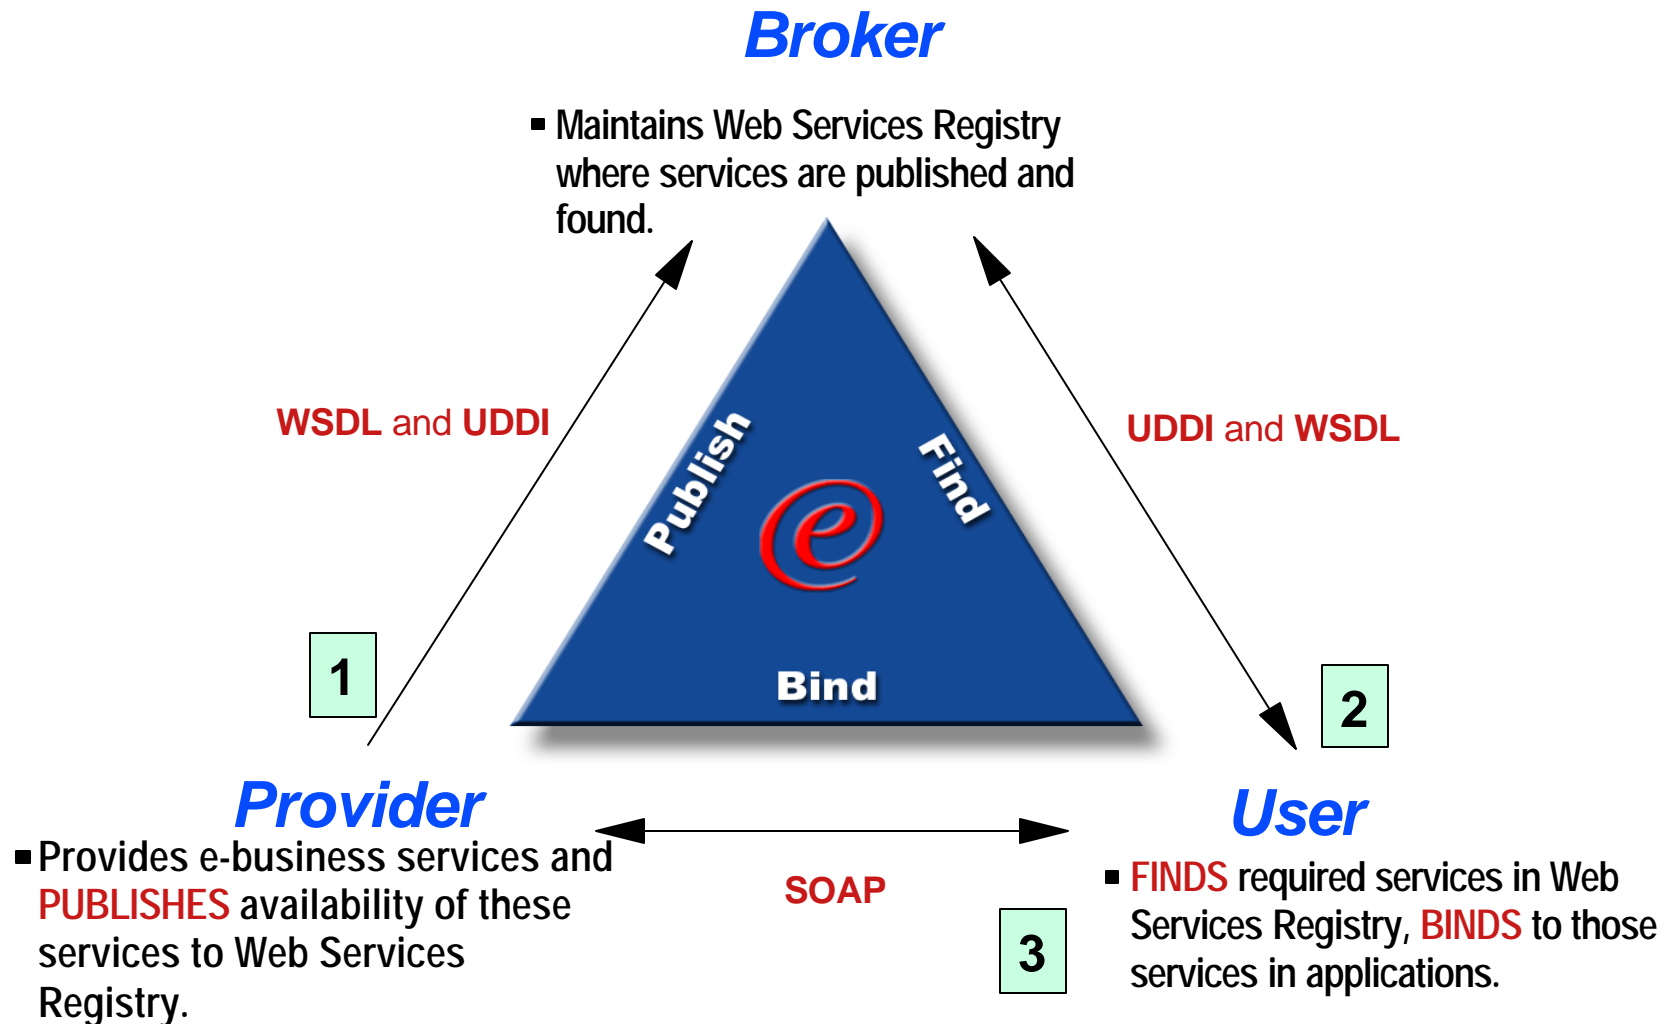 Broker
▪ Maintains Web Services Registry
where services are published and
found.
WSDL and UDDI
UDDI and WSDL
Publish
Find
e
Bind
1
2
Provider
▪ Provides e-business services and
PUBLISHES availability of these
services to Web Services
Registry.
SOAP
3
User
▪ FINDS required services in Web
Services Registry, BINDS to those
services in applications.